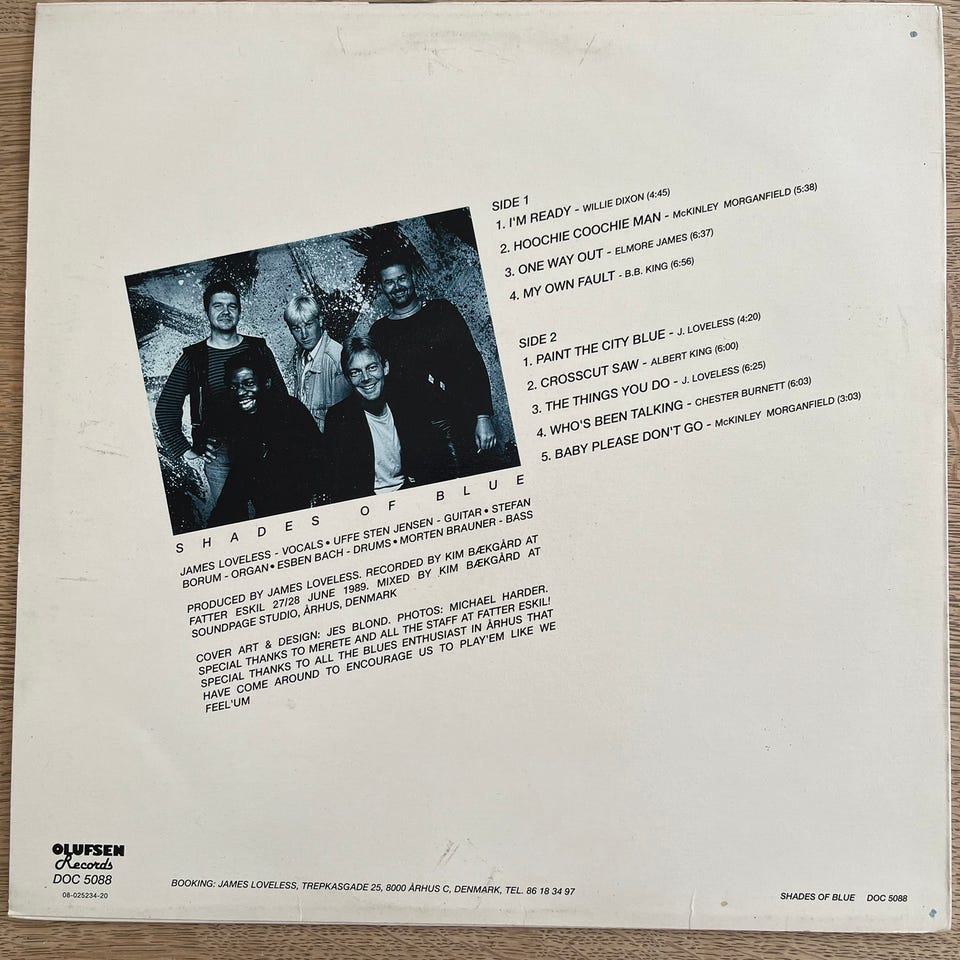 SIDE 1
1. I'M READY - WILLIE DIXON (4:45)
2. HOOCHIE COOCHIE MAN - McKINLEY MORGANFIELD (5:38)
3. ONE WAY OUT - ELMORE JAMES (6:37)
4. MY OWN FAULT - B.B. KING (6:56)
SIDE 2
1. PAINT THE CITY BLUE - J. LOVELESS (4:20)
2. CROSSCUT SAW - ALBERT KING (6:00)
3. THE THINGS YOU DO - J. LOVELESS (6:25)
4. WHO'S BEEN TALKING - CHESTER BURNETT (6:03)
5. BABY PLEASE DON'T GO - McKINLEY MORGANFIELD (3:03)
SHADES OF BLUE
JAMES LOVELESS - VOCALS • UFFE STEN JENSEN - GUITAR • STEFAN
BORUM - ORGAN • ESBEN BACH - DRUMS • MORTEN BRAUNER - BASS
PRODUCED BY JAMES LOVELESS. RECORDED BY KIM BÆKGÅRD AT
FATTER ESKIL 27/28 JUNE 1989. MIXED BY KIM BÆKGÅRD AT
SOUNDPAGE STUDIO, ÅRHUS, DENMARK
COVER ART & DESIGN: JES BLOND. PHOTOS: MICHAEL HARDER.
SPECIAL THANKS TO MERETE AND ALL THE STAFF AT FATTER ESKIL!
SPECIAL THANKS TO ALL THE BLUES ENTHUSIAST IN ÅRHUS THAT
HAVE COME AROUND TO ENCOURAGE US TO PLAY'EM LIKE WE
FEEL'UM
OLUFSEN
Records
DOC 5088
08-025234-20
BOOKING: JAMES LOVELESS, TREPKASGADE 25, 8000 ÅRHUS C, DENMARK, TEL. 86 18 34 97
SHADES OF BLUE DOC 5088